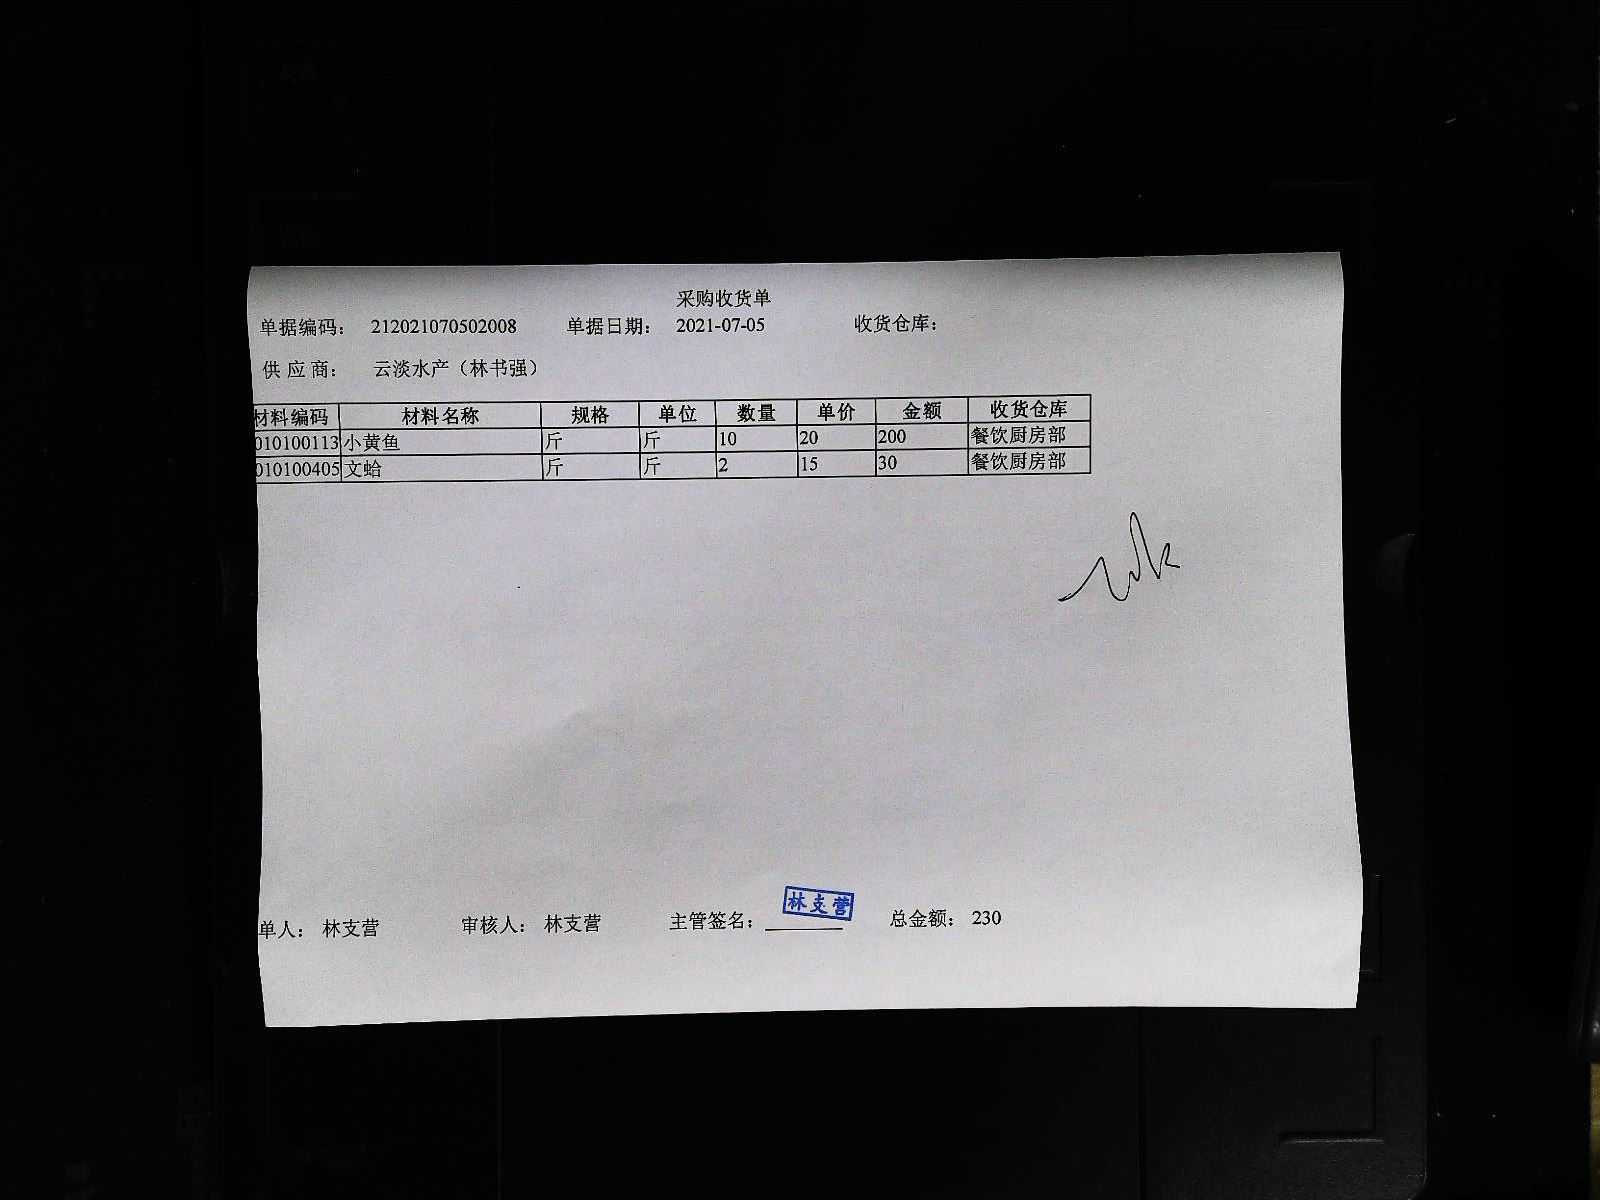 采购收货单
单据编码： 212021070502008 单据日期： 2021-07-05 收货仓库：
供应商： 云淡水产（林书强）
材料编码 材料名称 规格 单位 数量 单价 金额 收货仓库
010100113 小黄鱼 斤 斤 10 20 200 餐饮厨房部
010100405 文蛤 斤 斤 2 15 30 餐饮厨房部
林支营
单人： 林支营 审核人： 林支营 主管签名： 总金额： 230